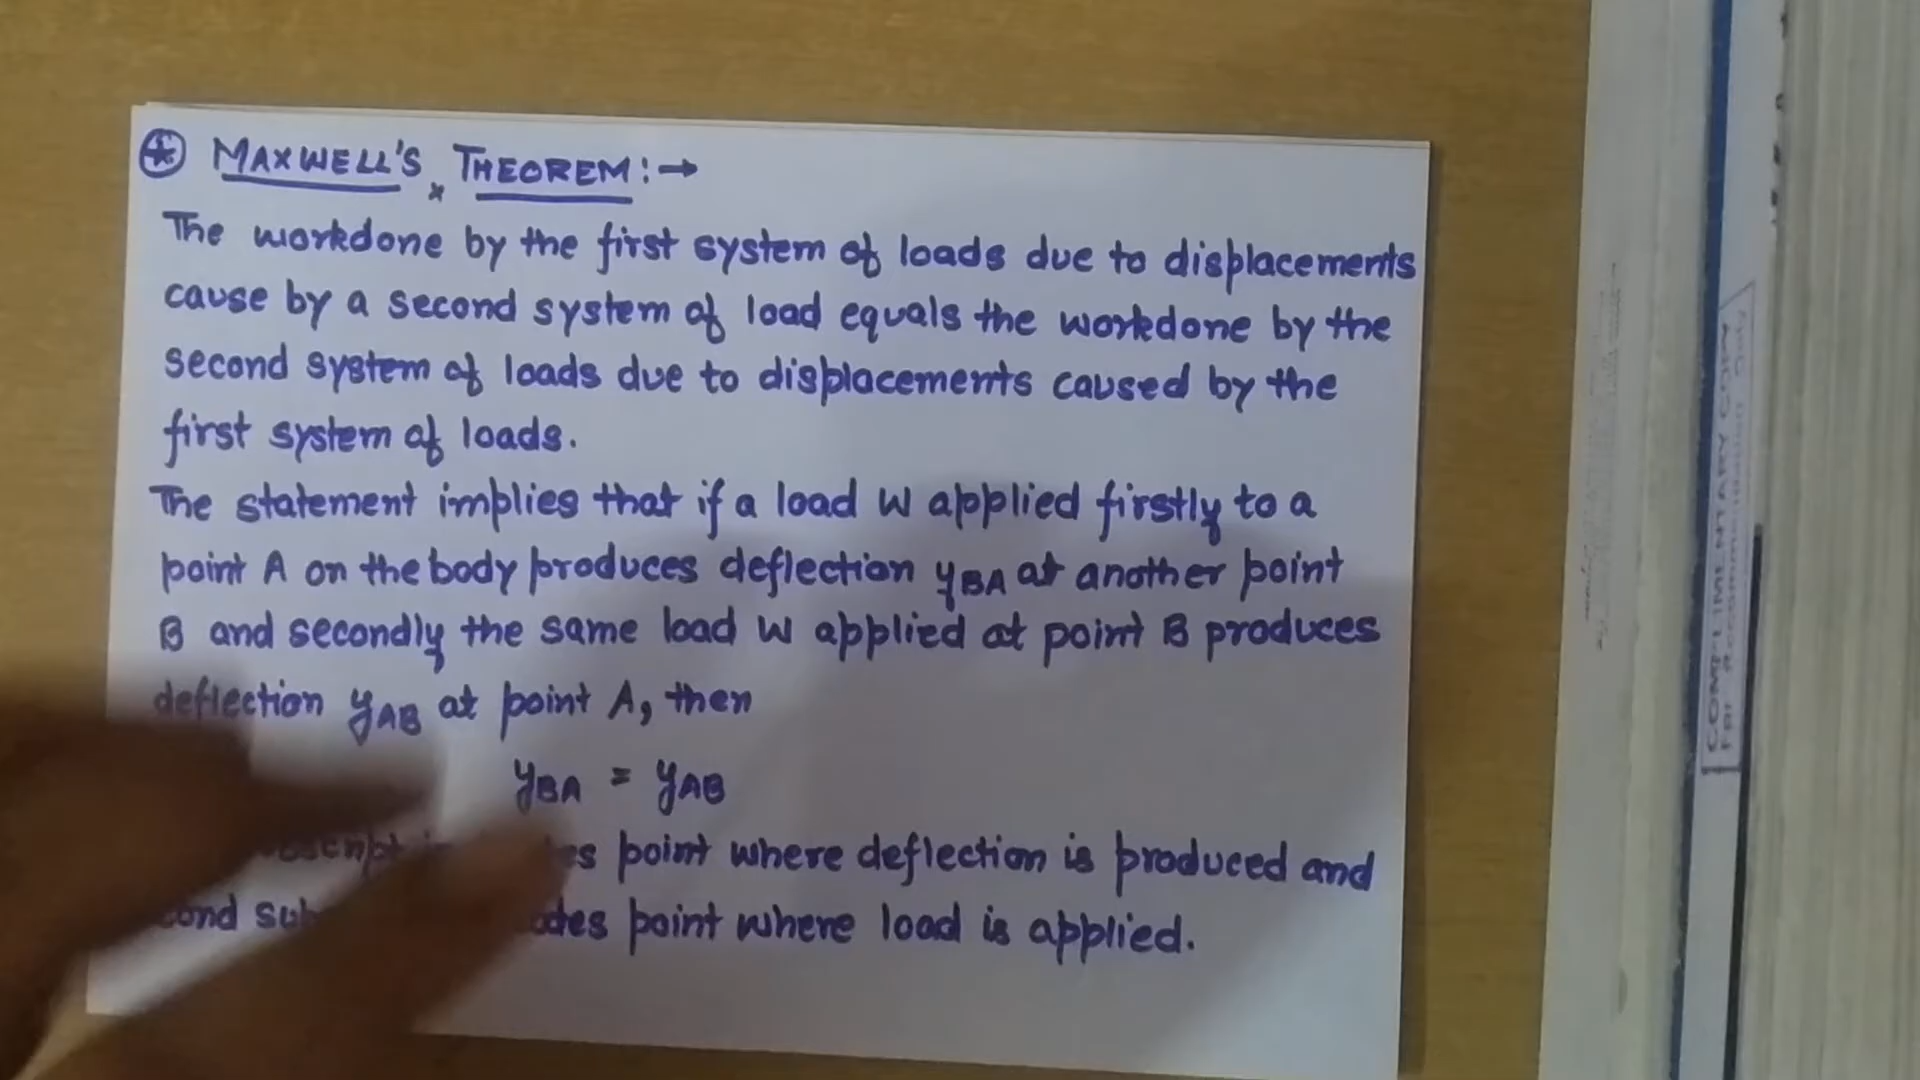 MAXWELL'S THEOREM:→
The workdone by the first system of loads due to displacements
cause by a second system of load equals the workdone by the
second system of loads due to displacements caused by the
first system of loads.
The statement implies that if a load W applied firstly to a
point A on the body produces deflection yBA at another point
B and secondly the same load W applied at point B produces
deflection yAB at point A, then
yBA = yAB
point where deflection is produced and
point where load is applied.
COMPLIMENTARY COPY